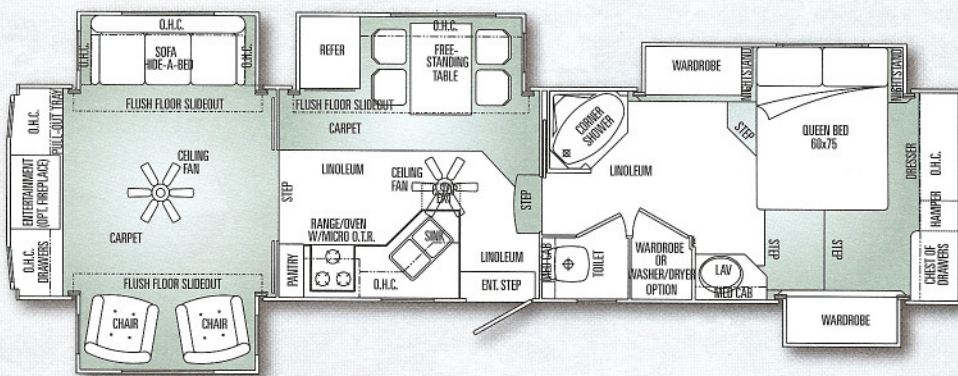 O.H.C.
O.H.C.
SOFA
HIDE-A-BED
O.H.C.
FLUSH FLOOR SLIDEOUT
O.H.C.
PULL-OUT TRAY
ENTERTAINMENT
(OPT. FIREPLACE)
O.H.C.
DRAWERS
CEILING
FAN
CARPET
FLUSH FLOOR SLIDEOUT
CHAIR
CHAIR
REFER
O.H.C.
FREE-
STANDING
TABLE
FLUSH FLOOR SLIDEOUT
CARPET
STEP
LINOLEUM
CEILING
FAN
STEP
RANGE/OVEN
W/MICRO O.T.R.
SINK
PANTRY
O.H.C.
LINOLEUM
ENT. STEP
CORNER
SHOWER
LINOLEUM
MED CAB
TOILET
WARDROBE
OR
WASHER/DRYER
OPTION
LAV
MED CAB
WARDROBE
NIGHTSTAND
NIGHTSTAND
STEP
QUEEN BED
60x75
STEP
STEP
DRESSER
O.H.C.
HAMPER
CHEST OF
DRAWERS
WARDROBE